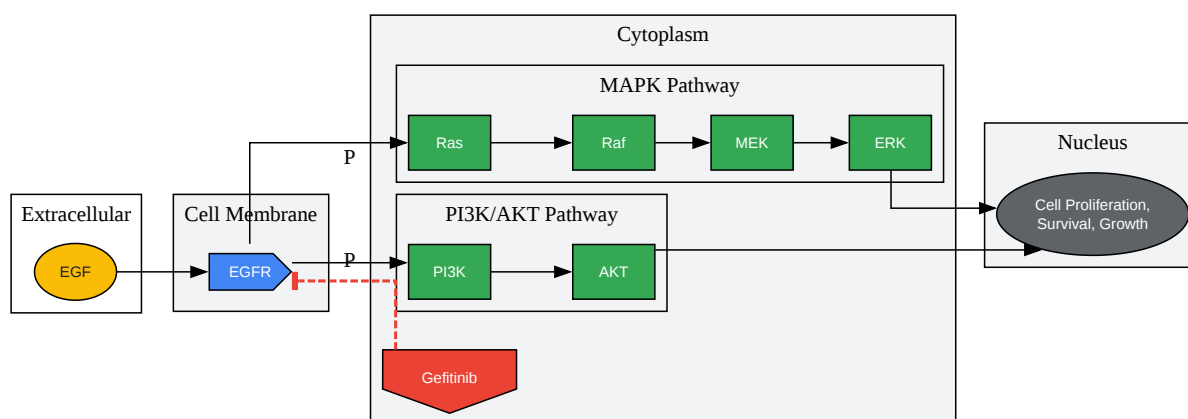 Cytoplasm
MAPK Pathway
Ras
Raf
MEK
ERK
P
Nucleus
Cell Proliferation,
Survival, Growth
Extracellular
EGF
Cell Membrane
EGFR
P
PI3K/AKT Pathway
PI3K
AKT
Gefitinib